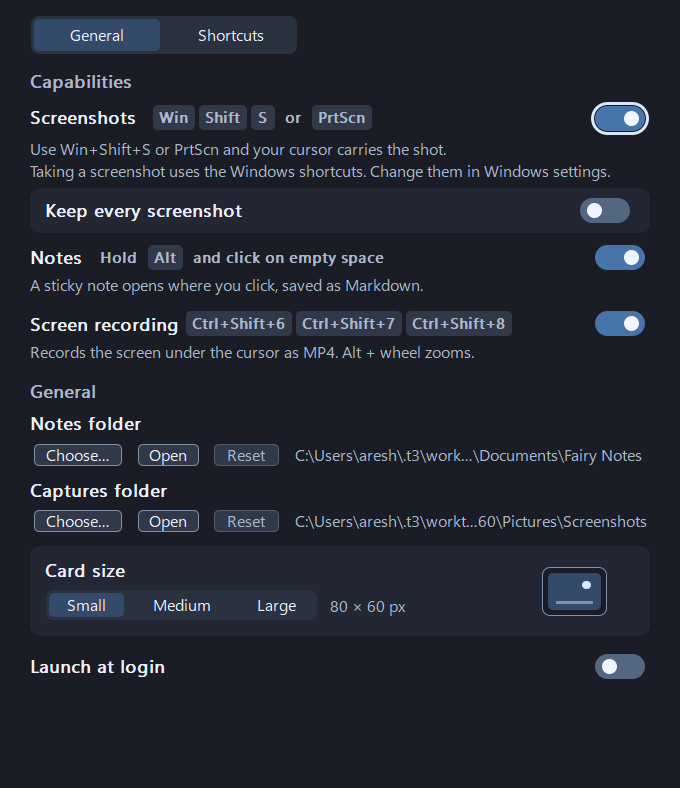 General Shortcuts
Capabilities
Screenshots Win Shift S or PrtScn
Use Win+Shift+S or PrtScn and your cursor carries the shot.
Taking a screenshot uses the Windows shortcuts. Change them in Windows settings.
Keep every screenshot
Notes Hold Alt and click on empty space
A sticky note opens where you click, saved as Markdown.
Screen recording Ctrl+Shift+6 Ctrl+Shift+7 Ctrl+Shift+8
Records the screen under the cursor as MP4. Alt + wheel zooms.
General
Notes folder
Choose... Open Reset C:\Users\aresh\.t3\work...\Documents\Fairy Notes
Captures folder
Choose... Open Reset C:\Users\aresh\.t3\workt...60\Pictures\Screenshots
Card size
Small Medium Large 80 × 60 px
Launch at login